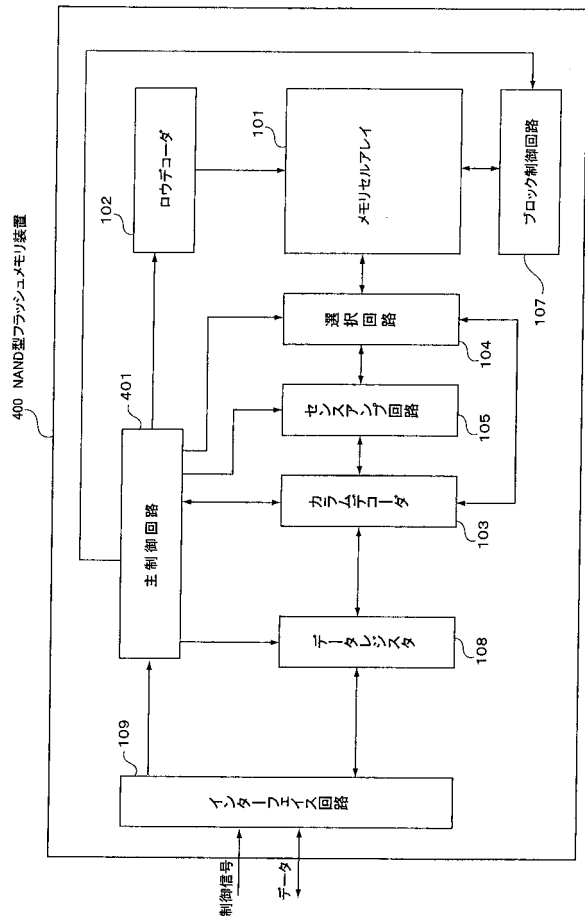 400 NAND型フラッシュメモリ装置
401
主制御回路
102
ロウデコーダ
101
メモリセルアレイ
109
インターフェイス回路
制御信号
データ
データレジスタ
108
カラムデコーダ
103
センスアンプ回路
105
選択回路
104
ブロック制御回路
107